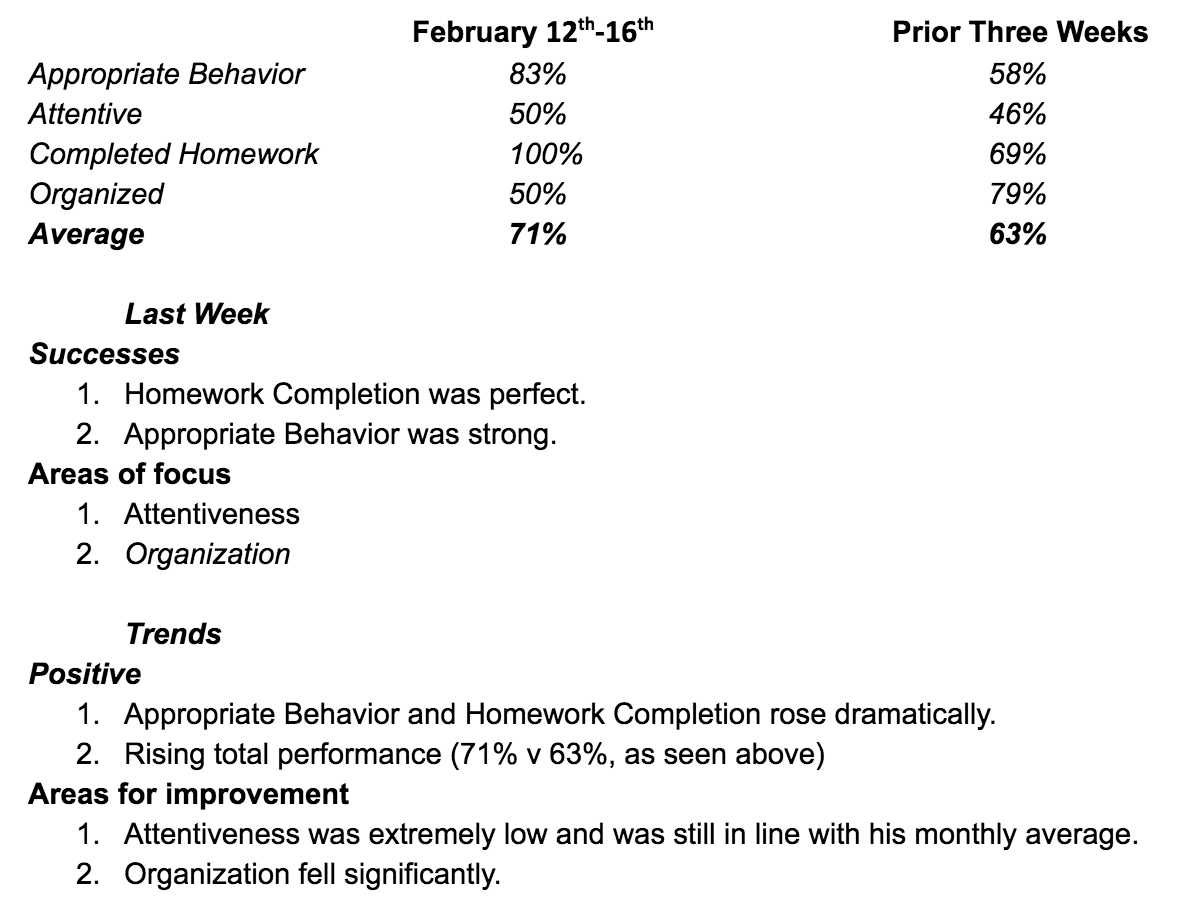 February 12th-16th Prior Three Weeks
Appropriate Behavior 83% 58%
Attentive 50% 46%
Completed Homework 100% 69%
Organized 50% 79%
Average 71% 63%
Last Week
Successes
1. Homework Completion was perfect.
2. Appropriate Behavior was strong.
Areas of focus
1. Attentiveness
2. Organization
Trends
Positive
1. Appropriate Behavior and Homework Completion rose dramatically.
2. Rising total performance (71% v 63%, as seen above)
Areas for improvement
1. Attentiveness was extremely low and was still in line with his monthly average.
2. Organization fell significantly.